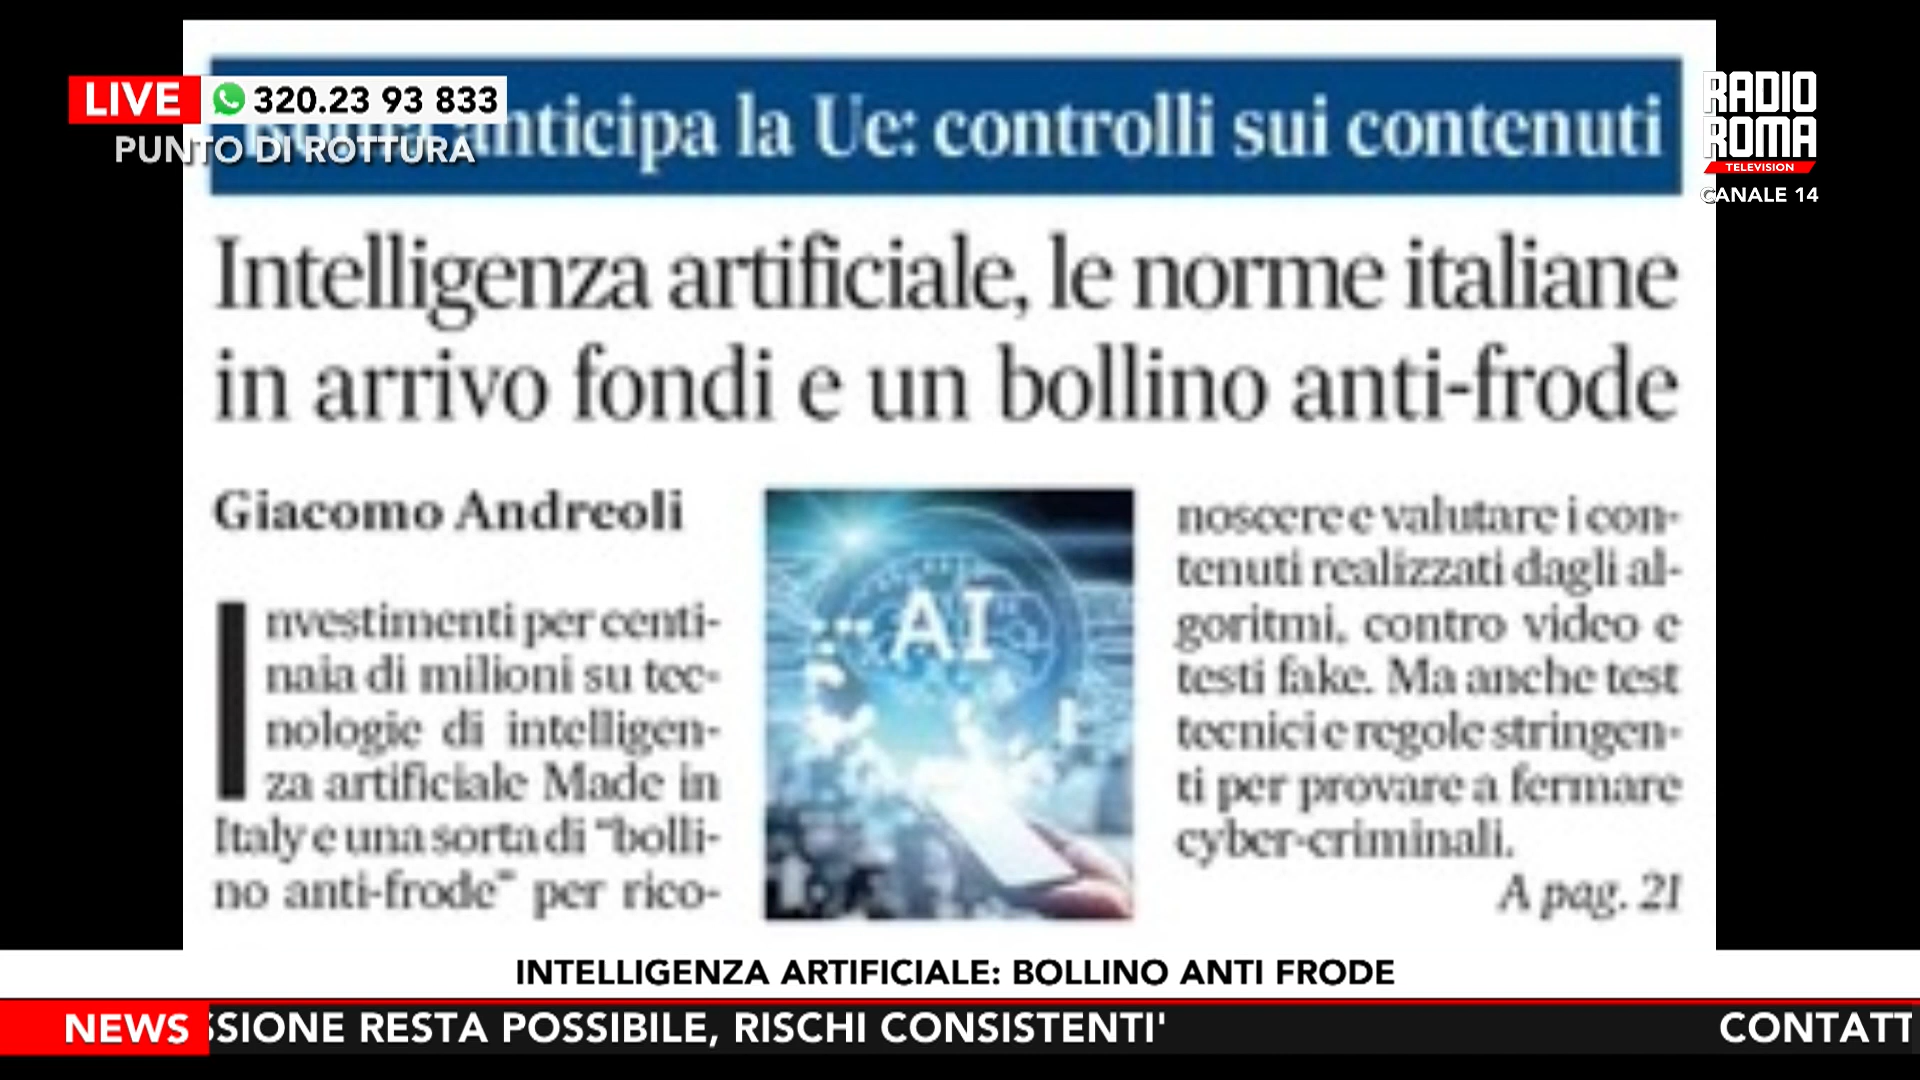 LIVE 320.23 93 833
PUNTO DI ROTTURA
RADIO
ROMA
TELEVISION
CANALE 14
anticipa la Ue: controlli sui contenuti
Intelligenza artificiale, le norme italiane
in arrivo fondi e un bollino anti-frode
Giacomo Andreoli
Investimenti per centi-
naia di milioni su tec-
nologie di intelligen-
za artificiale Made in
Italy e una sorta di "bolli-
no anti-frode" per rico-
AI
noscere e valutare i con-
tenuti realizzati dagli al-
goritmi, contro video e
testi fake. Ma anche test
tecnici e regole stringen-
ti per provare a fermare
cyber-criminali.
A pag. 21
INTELLIGENZA ARTIFICIALE: BOLLINO ANTI FRODE
NEWS SSIONE RESTA POSSIBILE, RISCHI CONSISTENTI' CONTATT